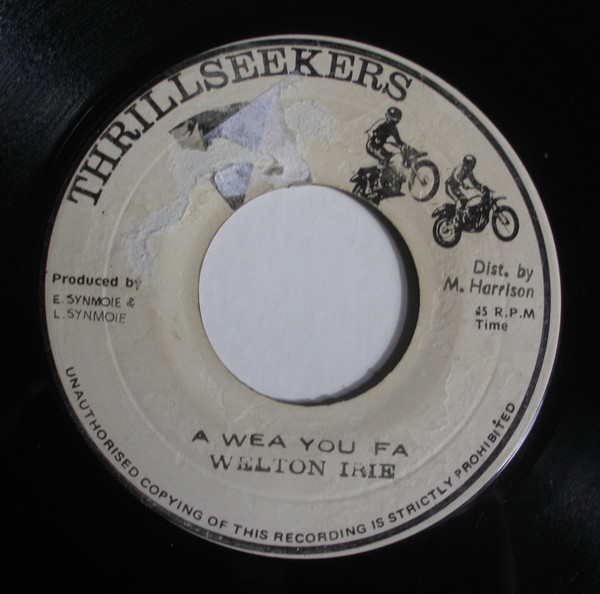 THRILLSEEKERS
Produced by
E. SYNMOIE &
L. SYNMOIE
Dist. by
M. Harrison
45 R.P.M
Time
A WEA YOU FA
WELTON IRIE
UNAUTHORISED COPYING OF THIS RECORDING IS STRICTLY PROHIBITED